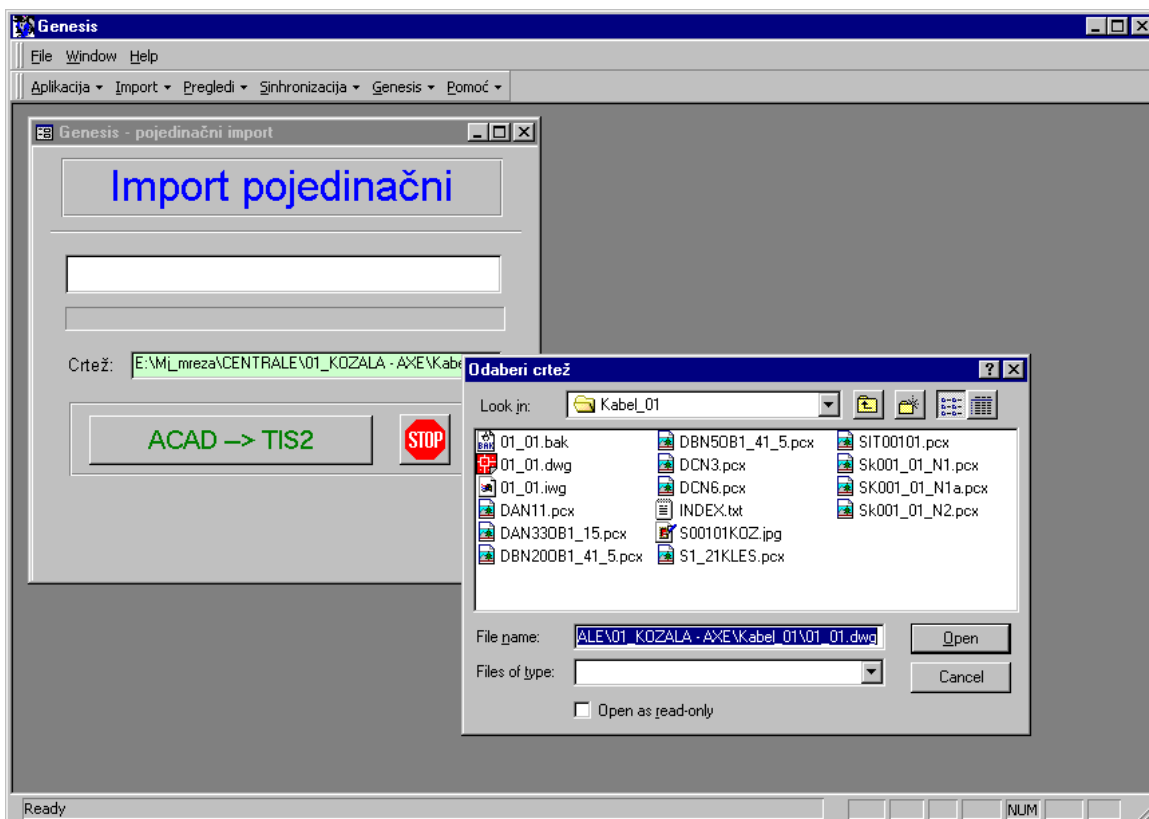 Genesis
File Window Help
Aplikacija Import Pregledi Sinhronizacija Genesis Pomoć
Genesis - pojedinačni import
Import pojedinačni
Crtež: E:\Mj_mreza\CENTRALE\01_KOZALA - AXE\Kabe
ACAD --> TIS2
STOP
Odaberi crtež
Look in: Kabel_01
01_01.bak DBN5OB1_41_5.pcx SIT00101.pcx
01_01.dwg DCN3.pcx Sk001_01_N1.pcx
01_01.iwg DCN6.pcx SK001_01_N1a.pcx
DAN11.pcx INDEX.txt Sk001_01_N2.pcx
DAN33OB1_15.pcx S00101KOZ.jpg
DBN20OB1_41_5.pcx S1_21KLES.pcx
File name: ALE\01_KOZALA - AXE\Kabel_01\01_01.dwg Open
Files of type: Cancel
Open as read-only
Ready NUM